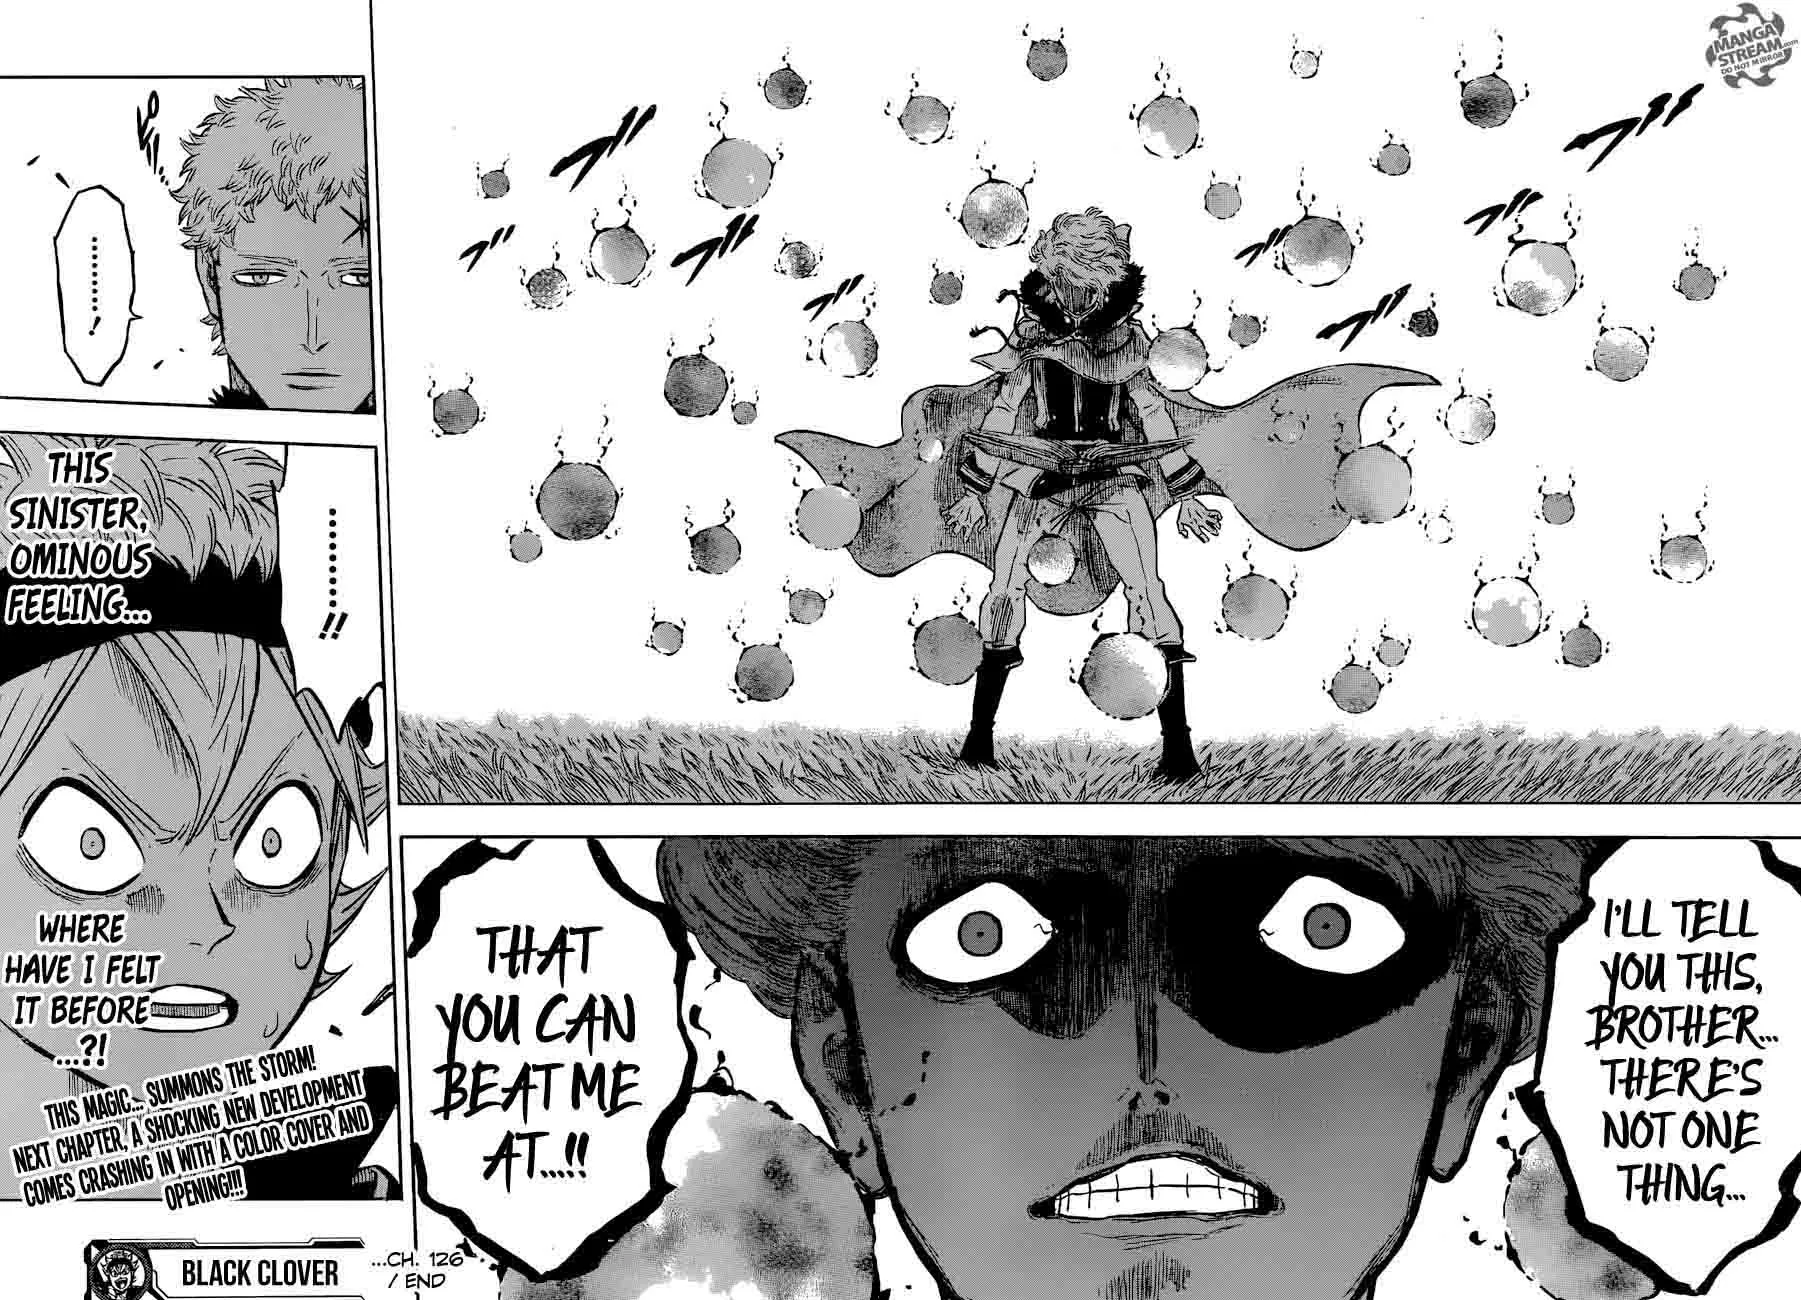 MANGA
STREAM.com
DO NOT MIRROR
I'LL TELL
YOU THIS,
BROTHER...
THERE'S
NOT ONE
THING...
THAT
YOU CAN
BEAT ME
AT...!!
........,
......!!
THIS
SINISTER,
OMINOUS
FEELING...
WHERE
HAVE I FELT
IT BEFORE
...?!
THIS MAGIC... SUMMONS THE STORM!
NEXT CHAPTER, A SHOCKING NEW DEVELOPMENT
COMES CRASHING IN WITH A COLOR COVER AND
OPENING!!!
BLACK CLOVER
...CH. 126
/ END